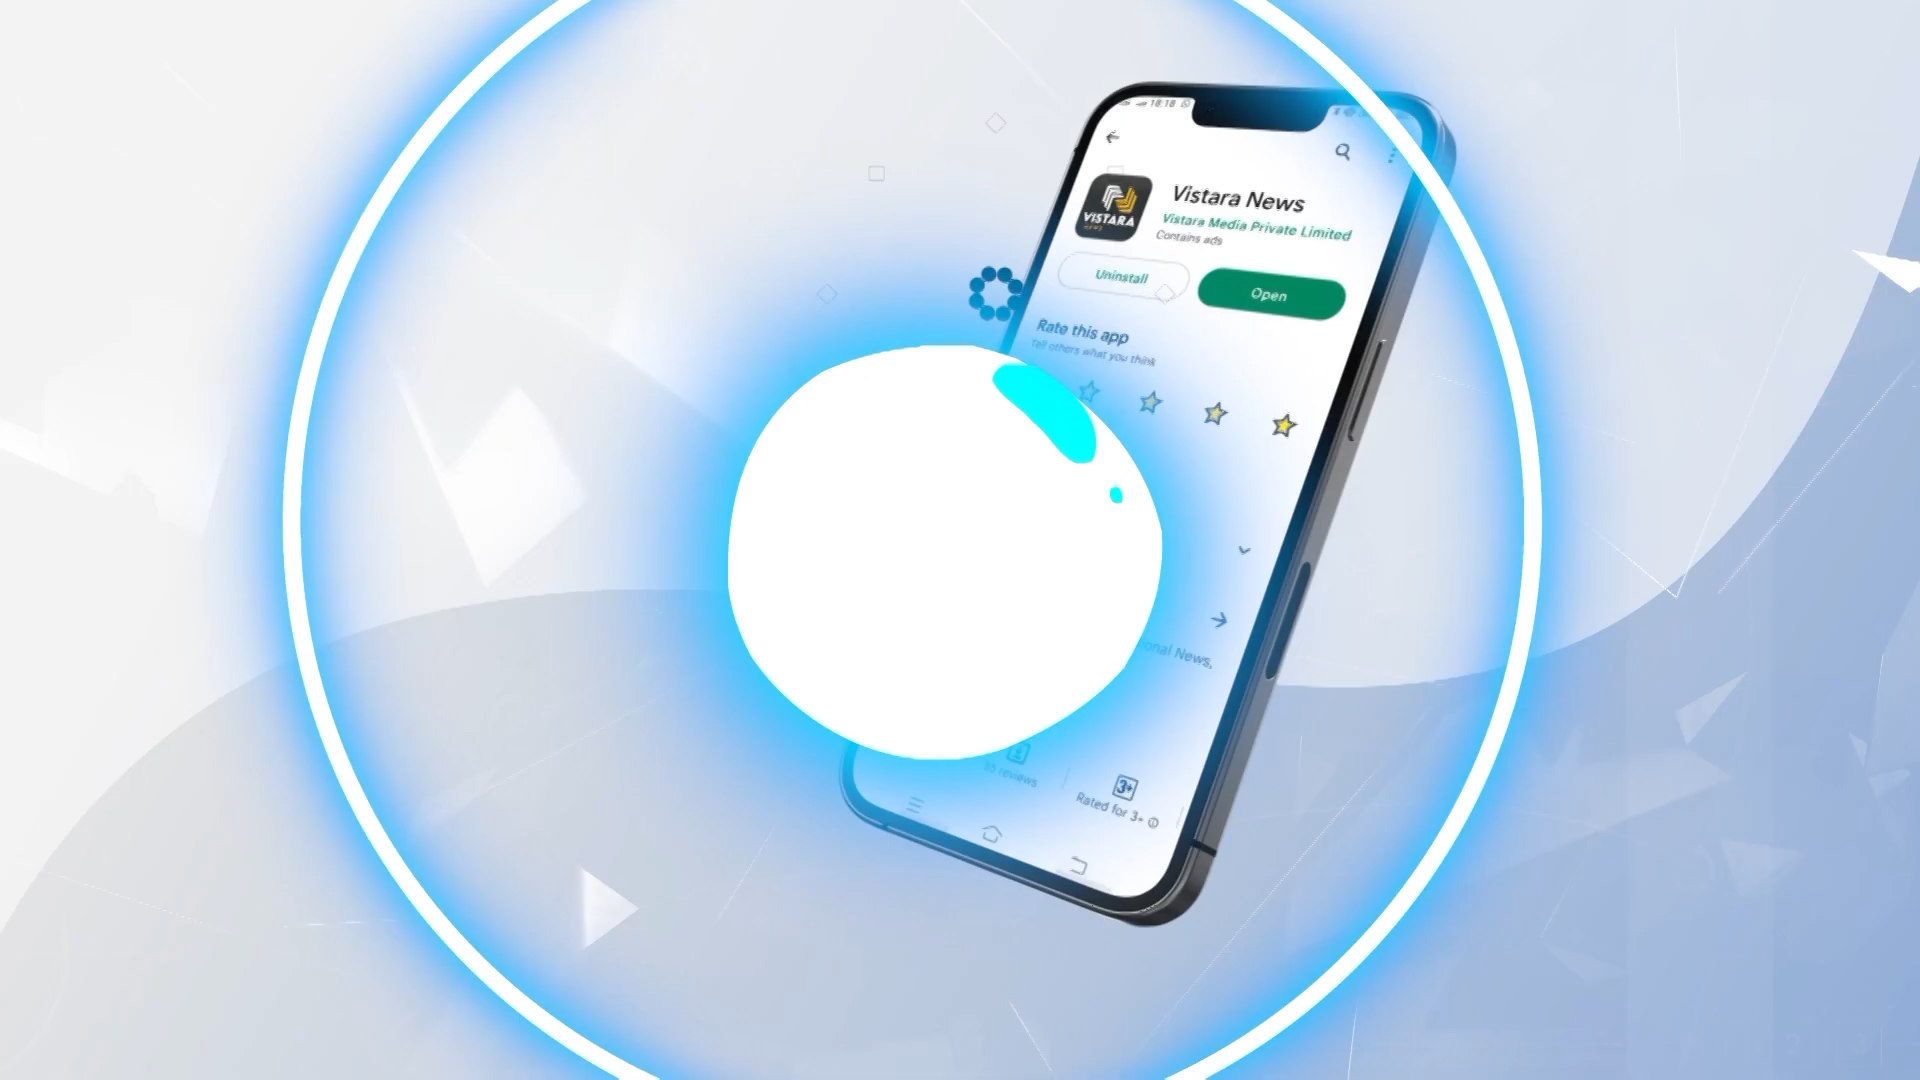 18:18
Vistara News
Vistara Media Private Limited
Contains ads
VISTARA
NEWS
Uninstall
Open
Rate this app
Tell others what you think
onal News,
reviews
3+
Rated for 3+